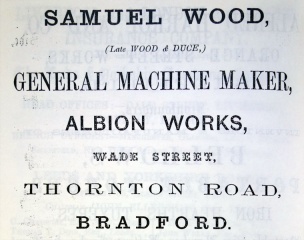 SAMUEL WOOD,
(Late WOOD & DUCE,)
GENERAL MACHINE MAKER,
ALBION WORKS,
WADE STREET,
THORNTON ROAD,
BRADFORD.